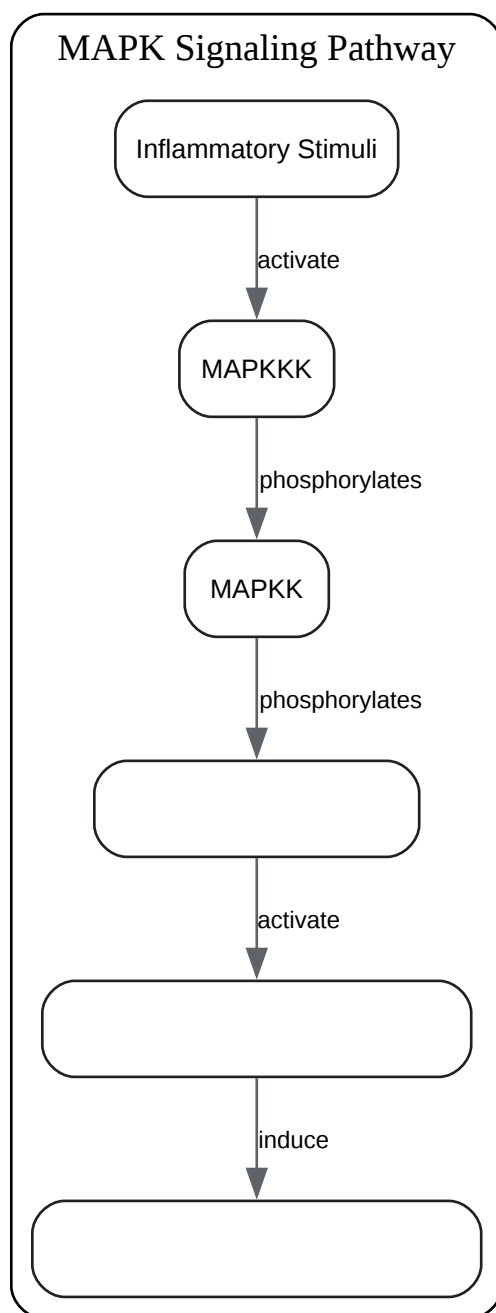 MAPK Signaling Pathway
Inflammatory Stimuli
activate
MAPKKK
phosphorylates
MAPKK
phosphorylates
activate
induce